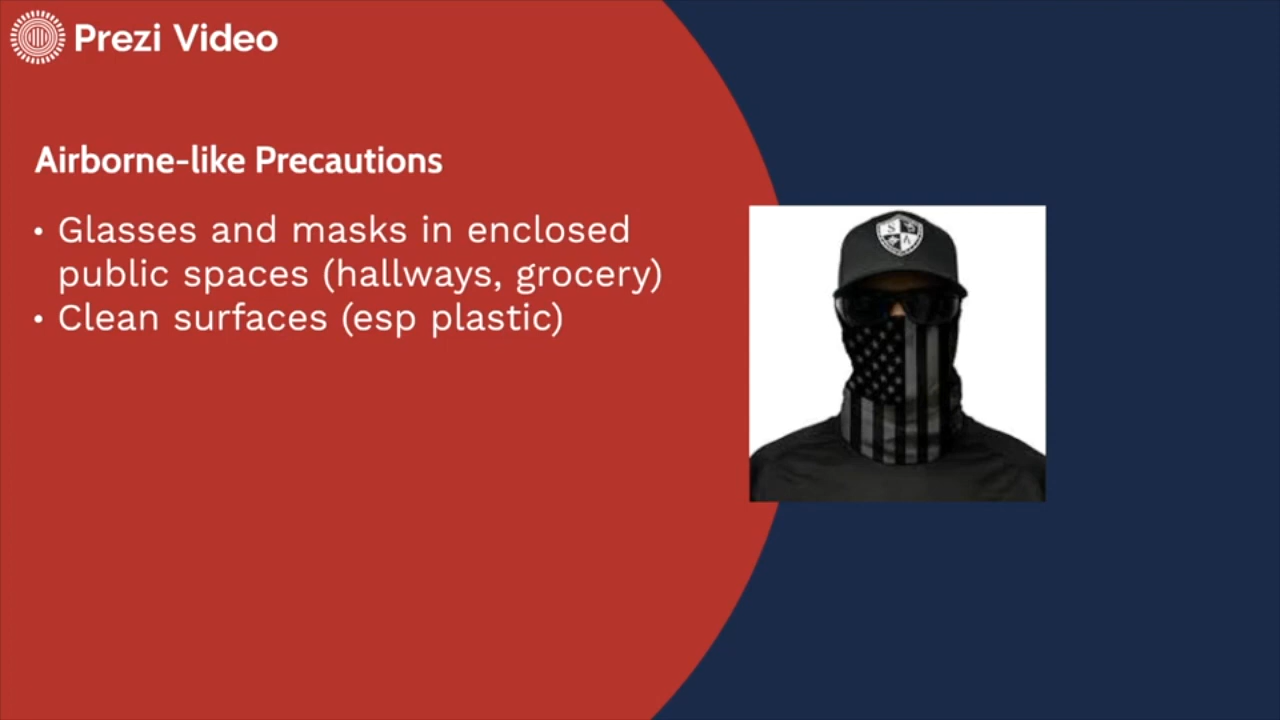 Prezi Video
Airborne-like Precautions
• Glasses and masks in enclosed
public spaces (hallways, grocery)
• Clean surfaces (esp plastic)
S
A